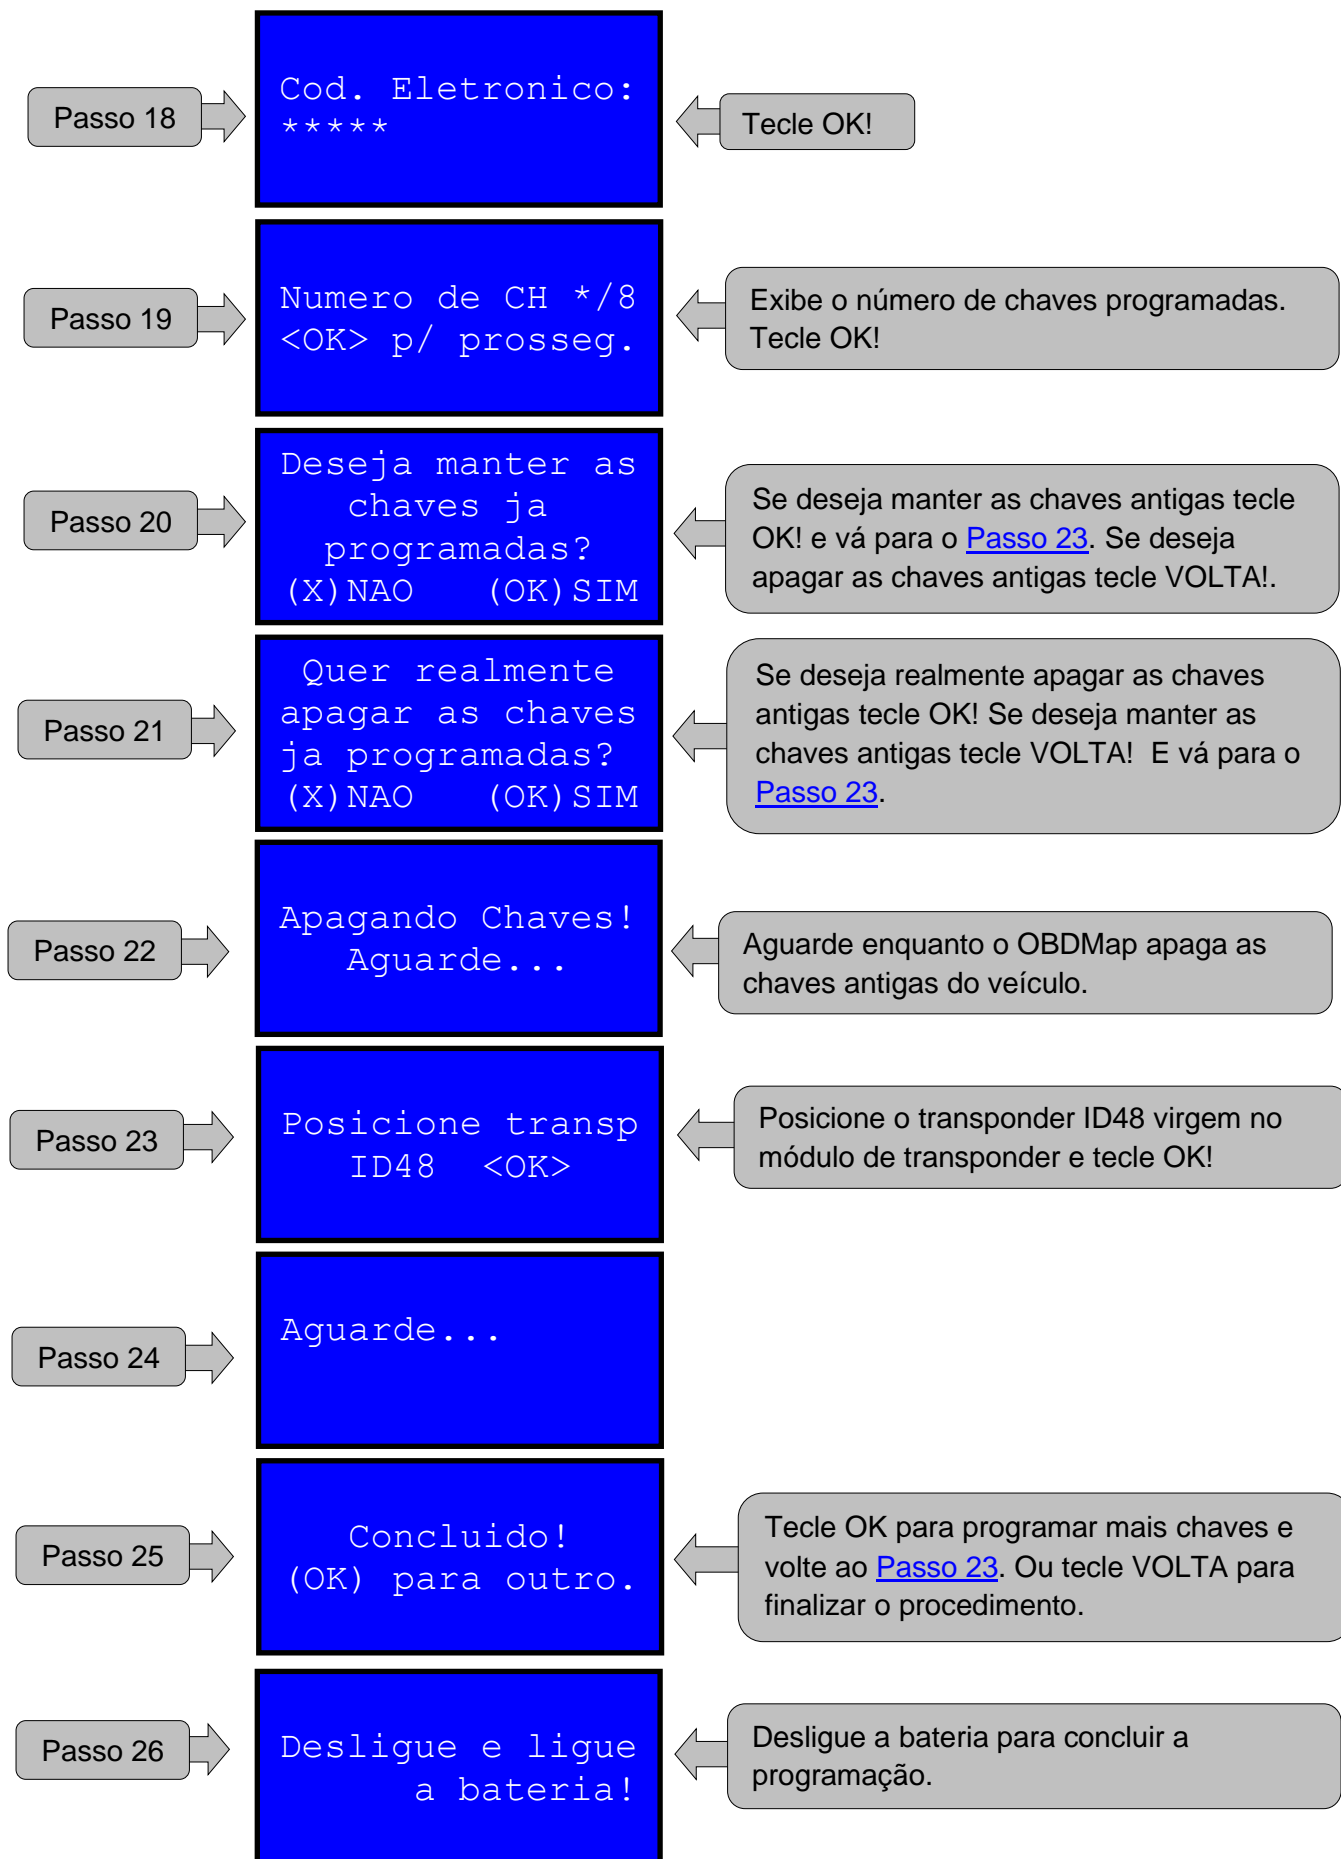 Passo 18
Cod. Eletronico:
*****
Tecle OK!
Passo 19
Numero de CH */8
<OK> p/ prosseg.
Exibe o número de chaves programadas.
Tecle OK!
Passo 20
Deseja manter as
chaves ja
programadas?
(X)NAO (OK)SIM
Se deseja manter as chaves antigas tecle
OK! e vá para o Passo 23. Se deseja
apagar as chaves antigas tecle VOLTA!.
Passo 21
Quer realmente
apagar as chaves
ja programadas?
(X)NAO (OK)SIM
Se deseja realmente apagar as chaves
antigas tecle OK! Se deseja manter as
chaves antigas tecle VOLTA! E vá para o
Passo 23.
Passo 22
Apagando Chaves!
Aguarde...
Aguarde enquanto o OBDMap apaga as
chaves antigas do veículo.
Passo 23
Posicione transp
ID48 <OK>
Posicione o transponder ID48 virgem no
módulo de transponder e tecle OK!
Passo 24
Aguarde...
Passo 25
Concluido!
(OK) para outro.
Tecle OK para programar mais chaves e
volte ao Passo 23. Ou tecle VOLTA para
finalizar o procedimento.
Passo 26
Desligue e ligue
a bateria!
Desligue a bateria para concluir a
programação.